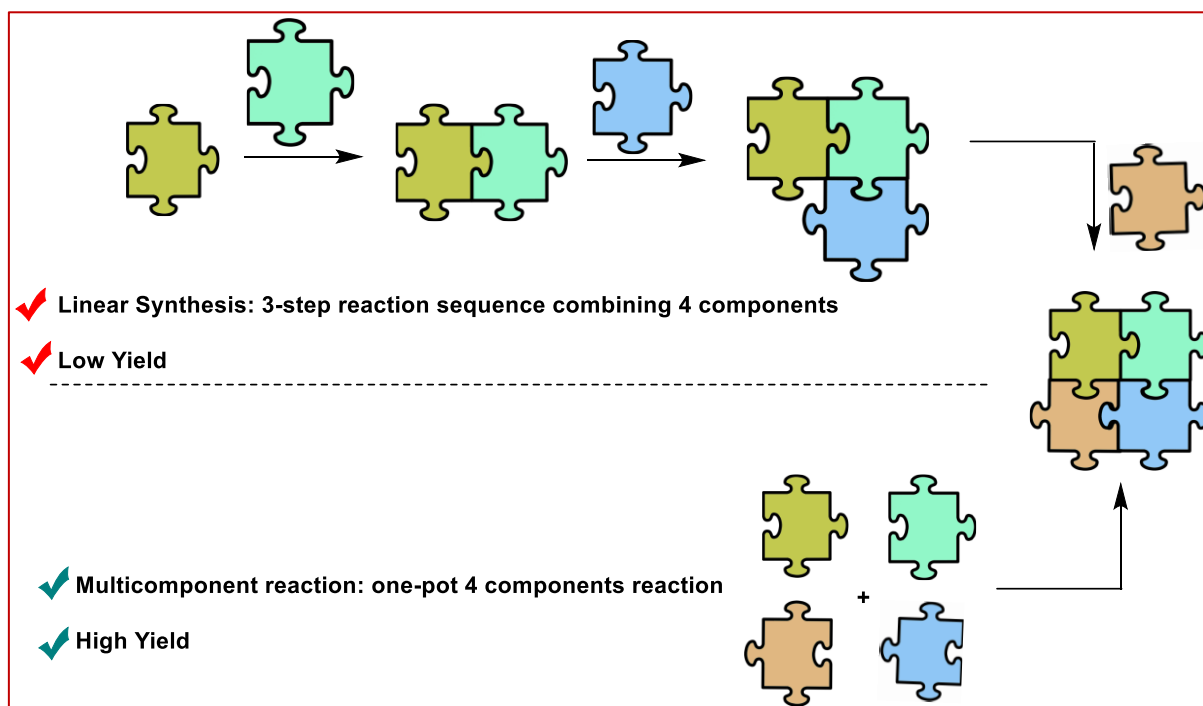 Linear Synthesis: 3-step reaction sequence combining 4 components
Low Yield
+
Multicomponent reaction: one-pot 4 components reaction
High Yield